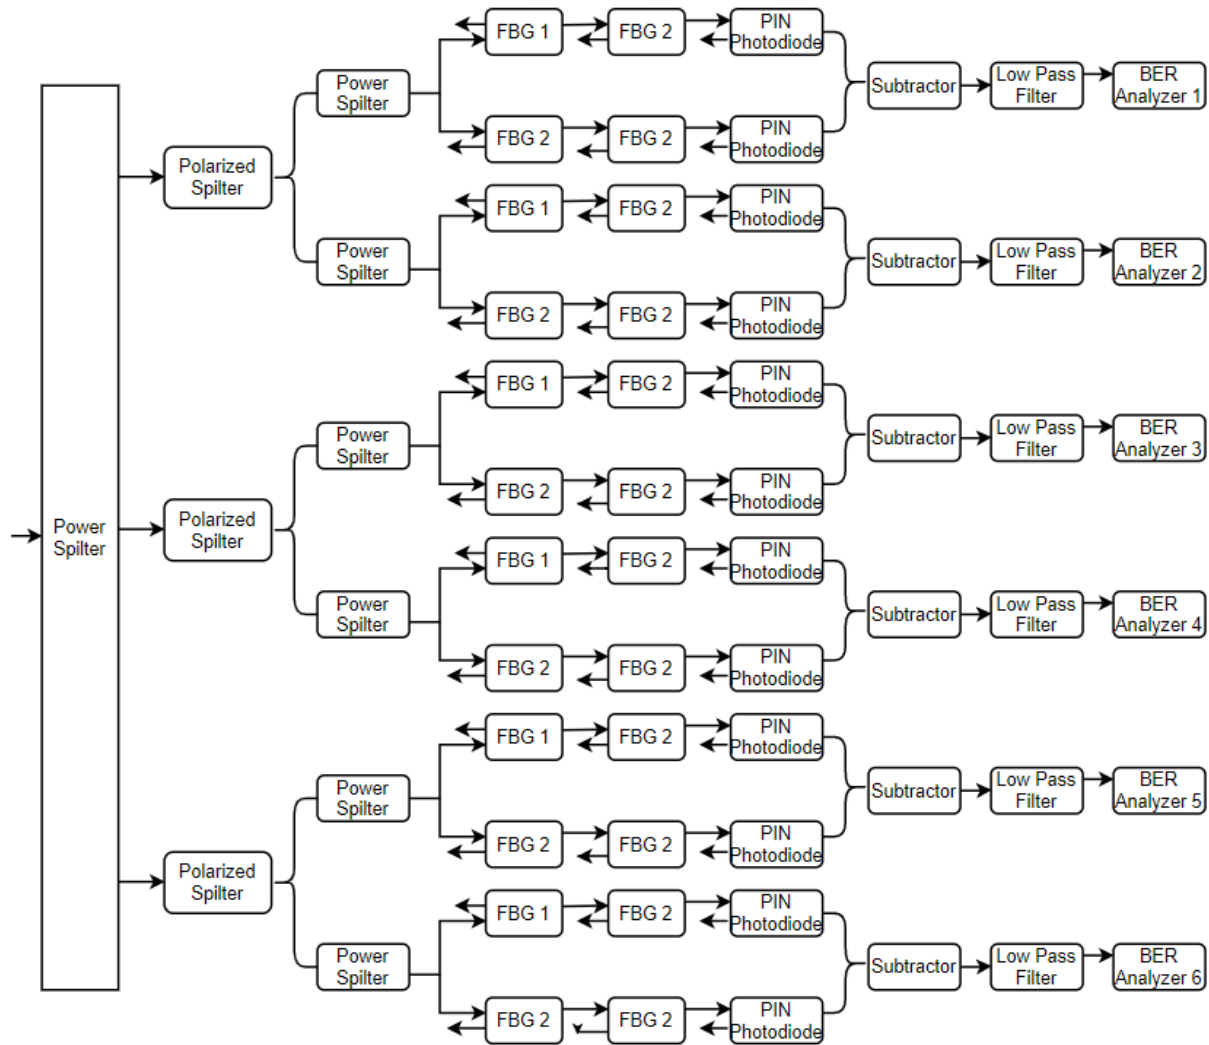 Power
Spilter
Polarized
Spilter
Power
Spilter
FBG 1
FBG 2
PIN
Photodiode
FBG 2
FBG 2
PIN
Photodiode
Subtractor
Low Pass
Filter
BER
Analyzer 1
Power
Spilter
FBG 1
FBG 2
PIN
Photodiode
FBG 2
FBG 2
PIN
Photodiode
Subtractor
Low Pass
Filter
BER
Analyzer 2
Polarized
Spilter
Power
Spilter
FBG 1
FBG 2
PIN
Photodiode
FBG 2
FBG 2
PIN
Photodiode
Subtractor
Low Pass
Filter
BER
Analyzer 3
Power
Spilter
FBG 1
FBG 2
PIN
Photodiode
FBG 2
FBG 2
PIN
Photodiode
Subtractor
Low Pass
Filter
BER
Analyzer 4
Polarized
Spilter
Power
Spilter
FBG 1
FBG 2
PIN
Photodiode
FBG 2
FBG 2
PIN
Photodiode
Subtractor
Low Pass
Filter
BER
Analyzer 5
Power
Spilter
FBG 1
FBG 2
PIN
Photodiode
FBG 2
FBG 2
PIN
Photodiode
Subtractor
Low Pass
Filter
BER
Analyzer 6